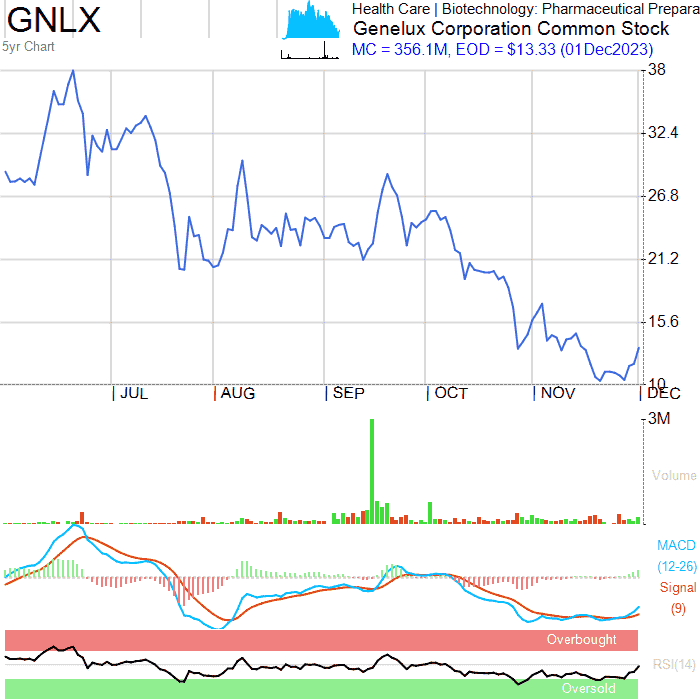 GNLX
5yr Chart
Health Care | Biotechnology: Pharmaceutical Prepara
Genelux Corporation Common Stock
MC = 356.1M, EOD = $13.33 (01Dec2023)
38
32.4
26.8
21.2
15.6
10
JUL AUG SEP OCT NOV DEC
3M
Volume
MACD
(12-26)
Signal
(9)
Overbought
RSI(14)
Oversold